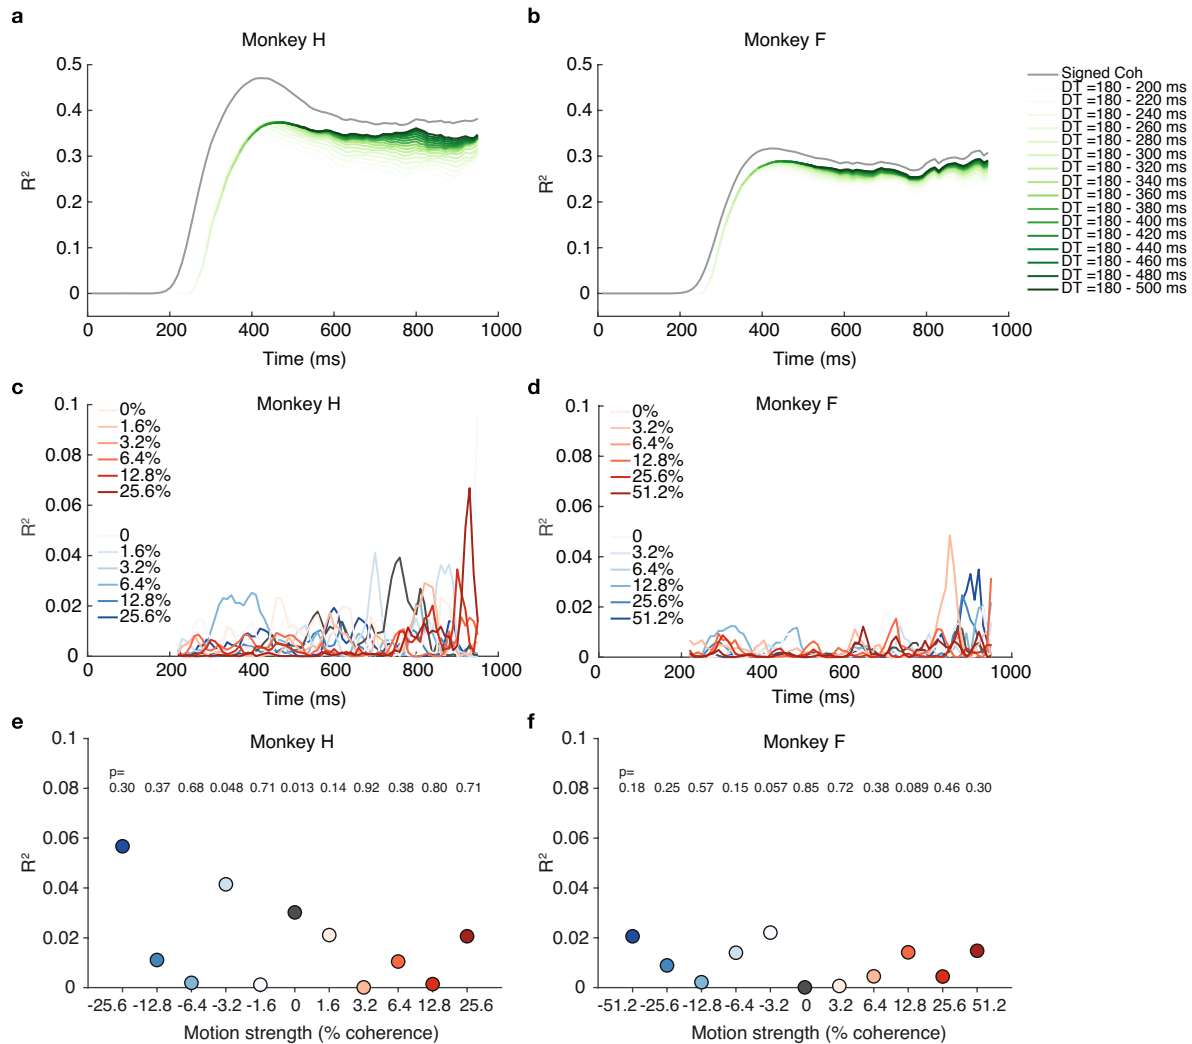 a
Monkey H
0.5
0.4
0.3
0.2
0.1
0
R²
0
200
400
600
800
1000
Time (ms)
b
Monkey F
0.5
0.4
0.3
0.2
0.1
0
R²
0
200
400
600
800
1000
Time (ms)
Signed Coh
DT =180 - 200 ms
DT =180 - 220 ms
DT =180 - 240 ms
DT =180 - 260 ms
DT =180 - 280 ms
DT =180 - 300 ms
DT =180 - 320 ms
DT =180 - 340 ms
DT =180 - 360 ms
DT =180 - 380 ms
DT =180 - 400 ms
DT =180 - 420 ms
DT =180 - 440 ms
DT =180 - 460 ms
DT =180 - 480 ms
DT =180 - 500 ms
c
Monkey H
0.1
0.08
0.06
0.04
0.02
0
R²
0%
1.6%
3.2%
6.4%
12.8%
25.6%
0
1.6%
3.2%
6.4%
12.8%
25.6%
0
200
400
600
800
1000
Time (ms)
d
Monkey F
0.1
0.08
0.06
0.04
0.02
0
R²
0%
3.2%
6.4%
12.8%
25.6%
51.2%
0
3.2%
6.4%
12.8%
25.6%
51.2%
0
200
400
600
800
1000
Time (ms)
e
Monkey H
0.1
0.08
0.06
0.04
0.02
0
R²
p=
0.30 0.37 0.68 0.048 0.71 0.013 0.14 0.92 0.38 0.80 0.71
-25.6 -12.8 -6.4 -3.2 -1.6 0 1.6 3.2 6.4 12.8 25.6
Motion strength (% coherence)
f
Monkey F
0.1
0.08
0.06
0.04
0.02
0
R²
p=
0.18 0.25 0.57 0.15 0.057 0.85 0.72 0.38 0.089 0.46 0.30
-51.2 -25.6 -12.8 -6.4 -3.2 0 3.2 6.4 12.8 25.6 51.2
Motion strength (% coherence)